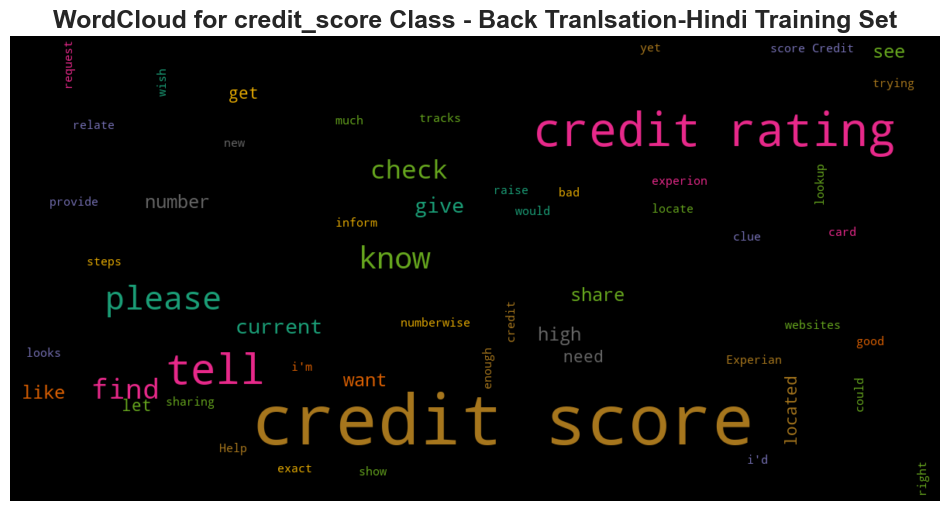 WordCloud for credit_score Class - Back Tranlsation-Hindi Training Set
request
wish
get
yet
score Credit
see
trying
relate
much
tracks
new
credit rating
check
experion
lookup
raise
bad
provide
number
give
would
locate
inform
clue
card
know
steps
please
share
current
numberwise
credit
high
websites
need
good
looks
i'm
enough
Experian
tell
want
like
find
let
sharing
located
could
credit score
Help
i'd
exact
show
right